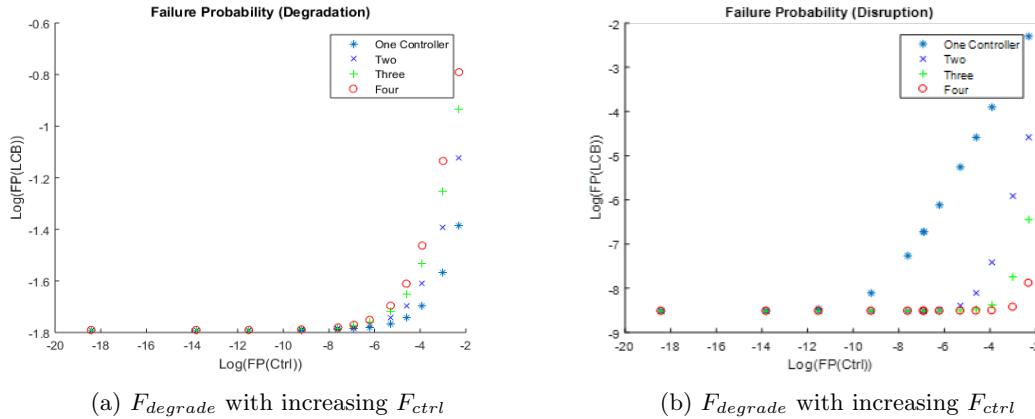 Failure Probability (Degradation)
-0.6
-0.8
-1
-1.2
-1.4
-1.6
-1.8
Log(FP(LCB))
One Controller
Two
Three
Four
-20 -18 -16 -14 -12 -10 -8 -6 -4 -2
Log(FP(Ctrl))
(a) F_degrade with increasing F_ctrl
Failure Probability (Disruption)
-2
-3
-4
-5
-6
-7
-8
-9
Log(FP(LCB))
One Controller
Two
Three
Four
-20 -18 -16 -14 -12 -10 -8 -6 -4 -2
Log(FP(Ctrl))
(b) F_degrade with increasing F_ctrl